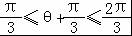 π/3 ⩽ θ + π/3 ⩽ 2π/3